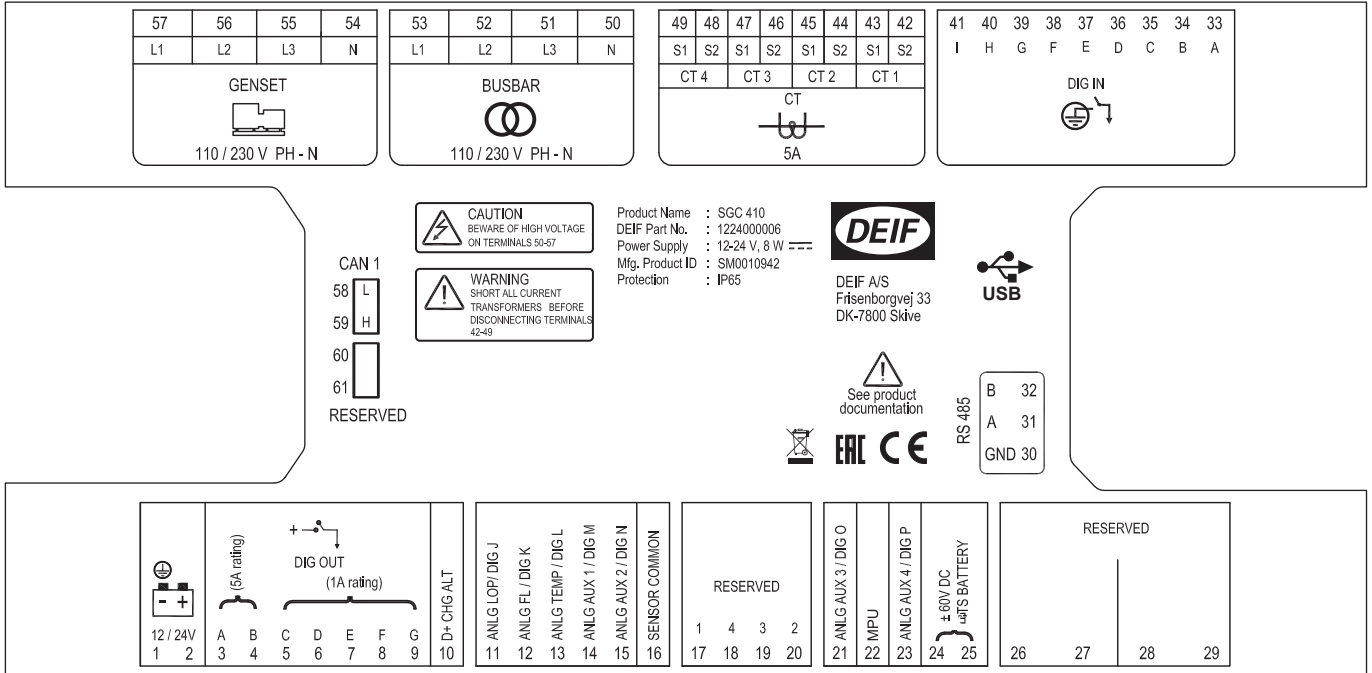 57 56 55 54
L1 L2 L3 N
GENSET
110 / 230 V PH - N
53 52 51 50
L1 L2 L3 N
BUSBAR
110 / 230 V PH - N
49 48 47 46 45 44 43 42
S1 S2 S1 S2 S1 S2 S1 S2
CT 4 CT 3 CT 2 CT 1
CT
5A
41 40 39 38 37 36 35 34 33
I H G F E D C B A
DIG IN
CAN 1
58 L
59 H
60
61
RESERVED
CAUTION
BEWARE OF HIGH VOLTAGE
ON TERMINALS 50-57
WARNING
SHORT ALL CURRENT
TRANSFORMERS BEFORE
DISCONNECTING TERMINALS
42-49
Product Name : SGC 410
DEIF Part No. : 1224000006
Power Supply : 12-24 V, 8 W
Mfg. Product ID : SM0010942
Protection : IP65
DEIF
DEIF A/S
Frisenborgvej 33
DK-7800 Skive
USB
See product
documentation
EAC CE
RS 485
B 32
A 31
GND 30
- +
12 / 24V
1 2
+
DIG OUT
(5A rating)
(1A rating)
A B C D E F G
3 4 5 6 7 8 9
D+ CHG ALT
10
ANLG LOP/ DIG J
11
ANLG FL / DIG K
12
ANLG TEMP / DIG L
13
ANLG AUX 1 / DIG M
14
ANLG AUX 2 / DIG N
15
SENSOR COMMON
16
RESERVED
1 4 3 2
17 18 19 20
ANLG AUX 3 / DIG O
21
MPU
22
ANLG AUX 4 / DIG P
23
± 60V DC
BATTERY
24 25
RESERVED
26 27 28 29